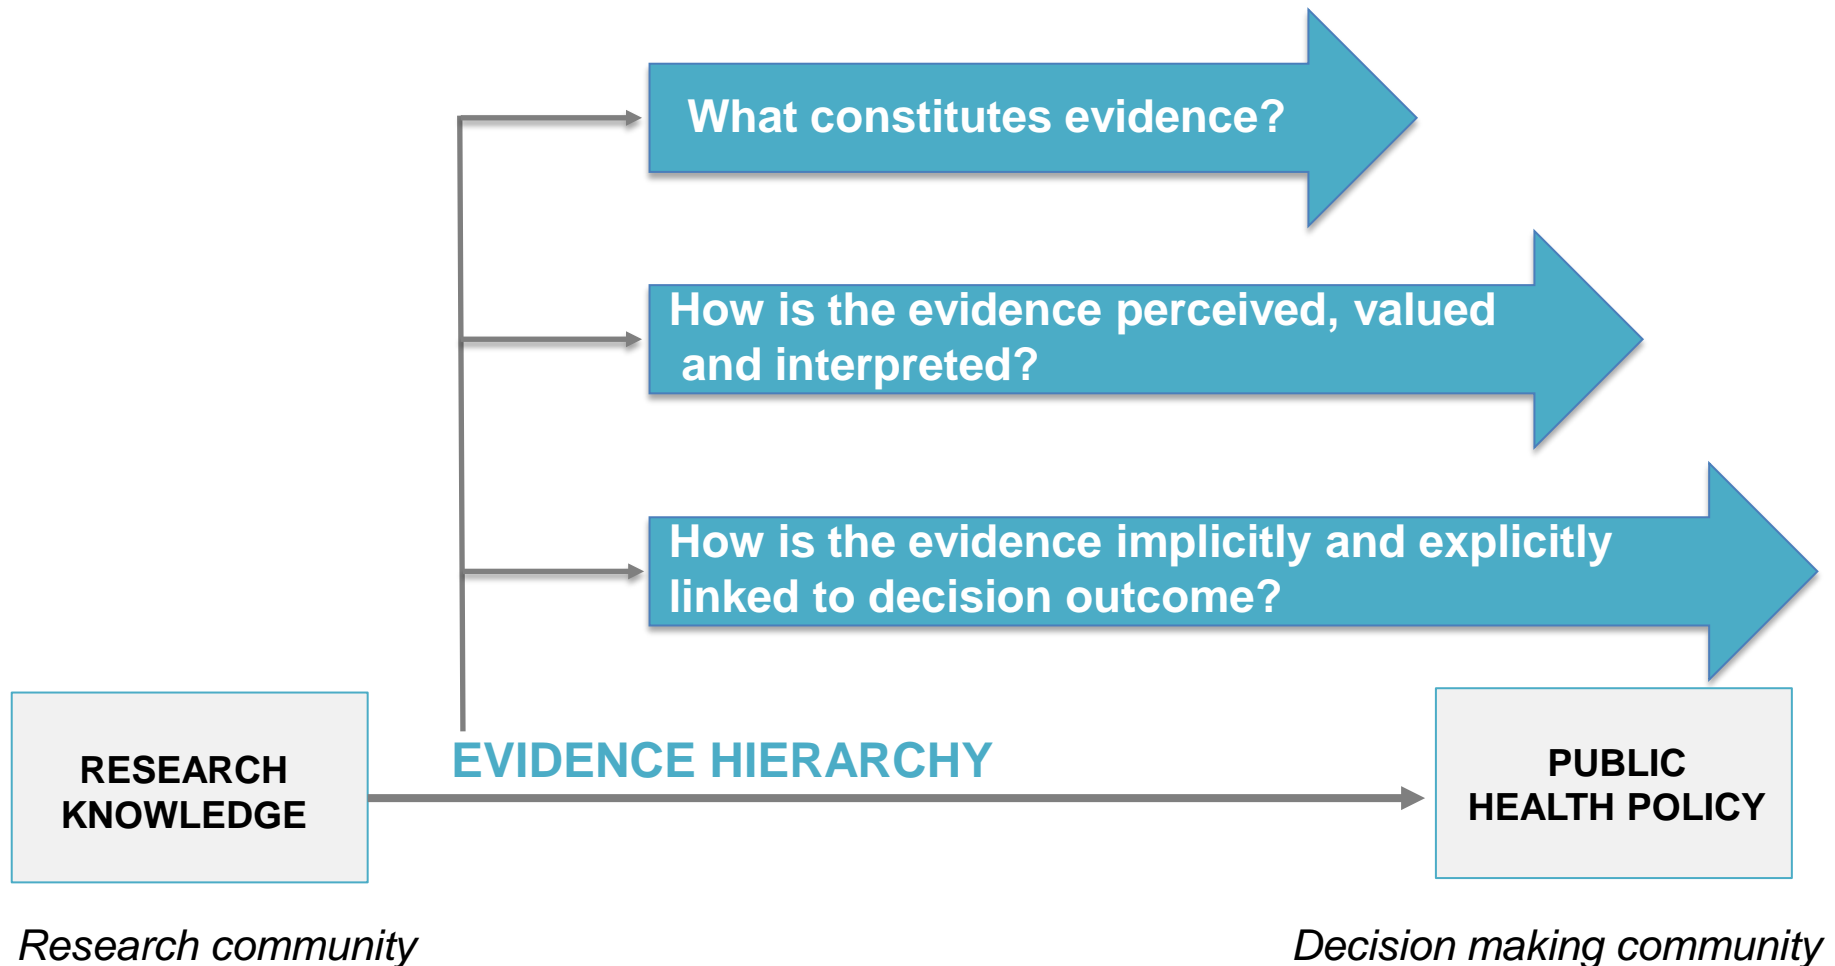 What constitutes evidence?
How is the evidence perceived, valued
and interpreted?
How is the evidence implicitly and explicitly
linked to decision outcome?
EVIDENCE HIERARCHY
RESEARCH
KNOWLEDGE
PUBLIC
HEALTH POLICY
Research community
Decision making community